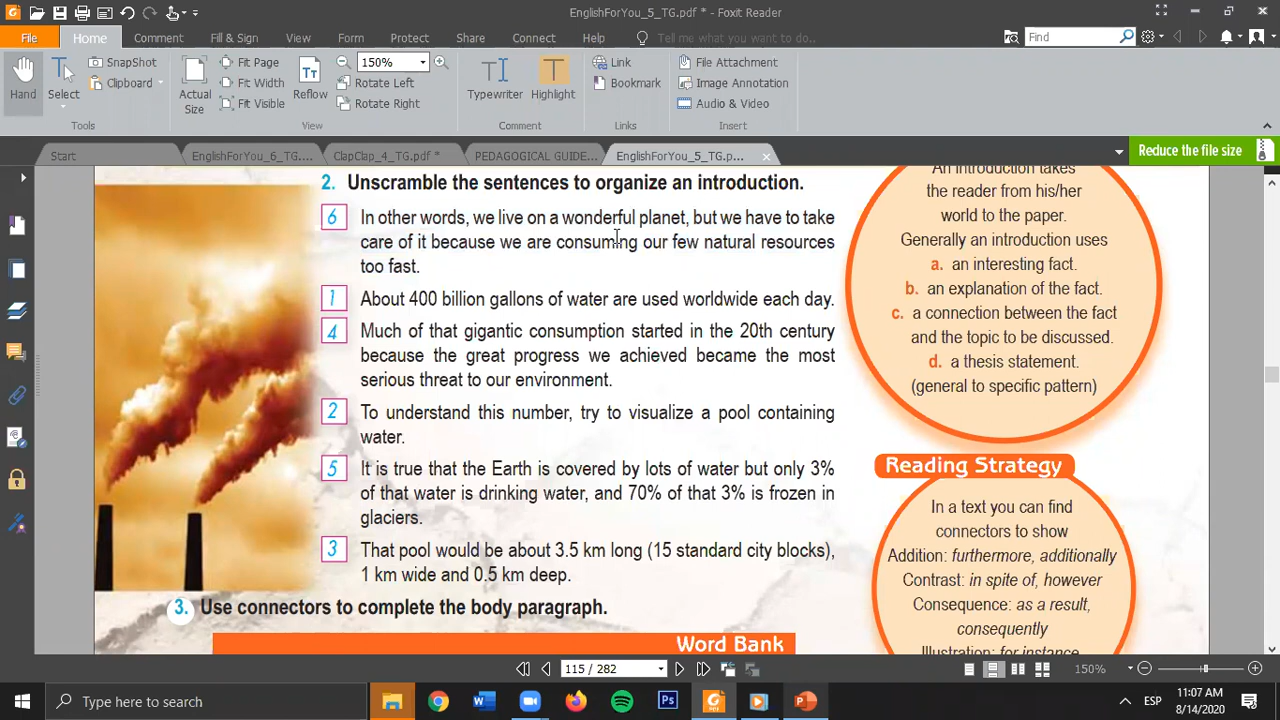 EnglishForYou_5_TG.pdf * - Foxit Reader
File
Home
Comment
Fill & Sign
View
Form
Protect
Share
Connect
Help
Tell me what you want to do...
Find
Hand
Select
SnapShot
Clipboard
Tools
Actual Size
Fit Page
Fit Width
Fit Visible
Reflow
150%
Rotate Left
Rotate Right
View
Typewriter
Highlight
Comment
Link
Bookmark
Links
File Attachment
Image Annotation
Audio & Video
Insert
Start
EnglishForYou_6_TG....
ClapClap_4_TG.pdf *
PEDAGOGICAL GUIDE...
EnglishForYou_5_TG.p...
Reduce the file size
2. Unscramble the sentences to organize an introduction.
6 In other words, we live on a wonderful planet, but we have to take
care of it because we are consuming our few natural resources
too fast.
1 About 400 billion gallons of water are used worldwide each day.
4 Much of that gigantic consumption started in the 20th century
because the great progress we achieved became the most
serious threat to our environment.
2 To understand this number, try to visualize a pool containing
water.
5 It is true that the Earth is covered by lots of water but only 3%
of that water is drinking water, and 70% of that 3% is frozen in
glaciers.
3 That pool would be about 3.5 km long (15 standard city blocks),
1 km wide and 0.5 km deep.
3. Use connectors to complete the body paragraph.
Word Bank
An introduction takes
the reader from his/her
world to the paper.
Generally an introduction uses
a. an interesting fact.
b. an explanation of the fact.
c. a connection between the fact
and the topic to be discussed.
d. a thesis statement.
(general to specific pattern)
Reading Strategy
In a text you can find
connectors to show
Addition: furthermore, additionally
Contrast: in spite of, however
Consequence: as a result,
consequently
Illustration: for instance
115 / 282
150%
Type here to search
ESP
11:07 AM
8/14/2020